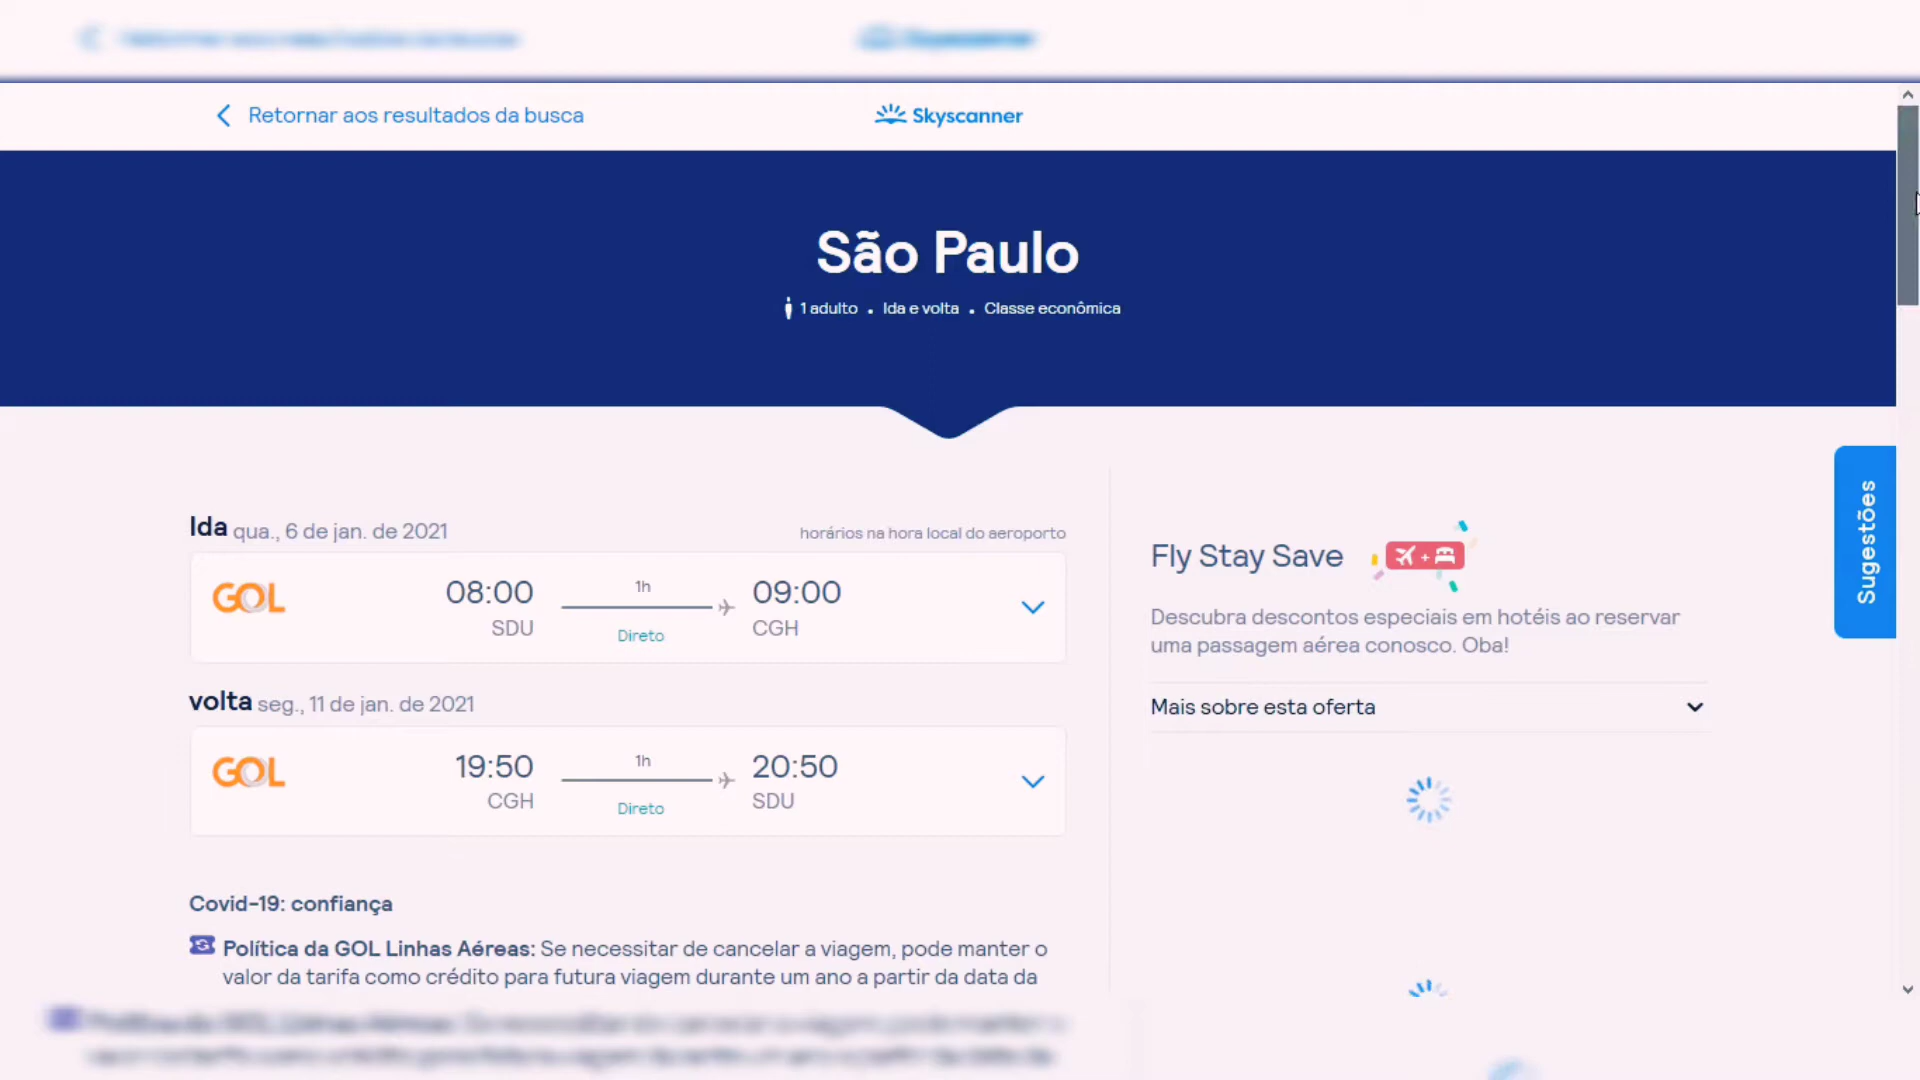 Retornar aos resultados da busca
Skyscanner
São Paulo
1 adulto . Ida e volta . Classe econômica
Sugestões
Ida qua., 6 de jan. de 2021
horários na hora local do aeroporto
GOL
08:00
SDU
1h
Direto
09:00
CGH
volta seg., 11 de jan. de 2021
GOL
19:50
CGH
1h
Direto
20:50
SDU
Covid-19: confiança
Política da GOL Linhas Aéreas: Se necessitar de cancelar a viagem, pode manter o
valor da tarifa como crédito para futura viagem durante um ano a partir da data da
Fly Stay Save
Descubra descontos especiais em hotéis ao reservar
uma passagem aérea conosco. Oba!
Mais sobre esta oferta